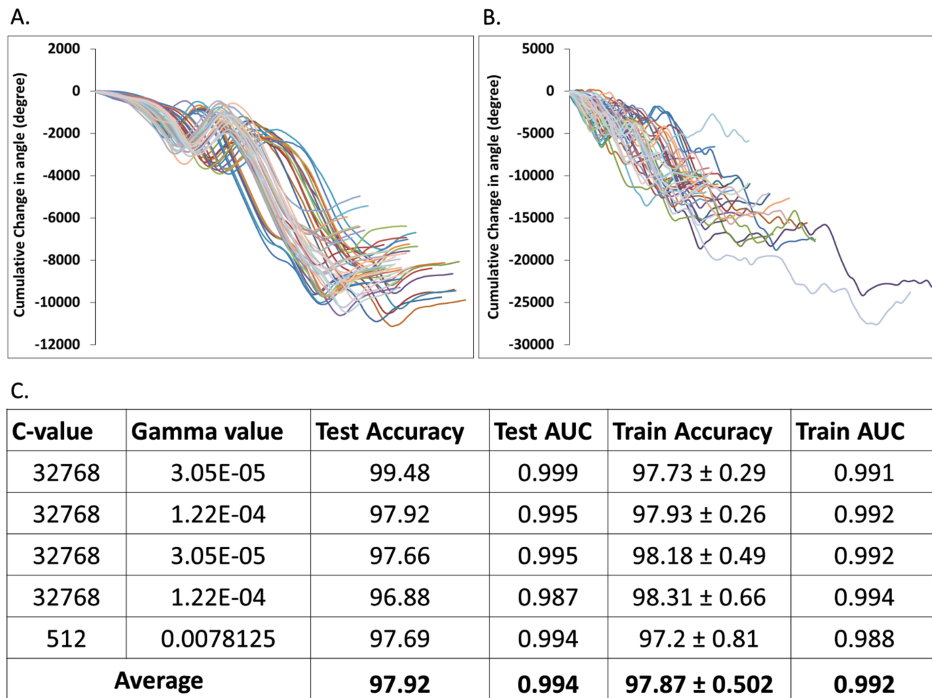 A.
B.
Cumulative Change in angle (degree)
2000
0
-2000
-4000
-6000
-8000
-10000
-12000
Cumulative Change in angle (degree)
5000
0
-5000
-10000
-15000
-20000
-25000
-30000
C.
C-value Gamma value Test Accuracy Test AUC Train Accuracy Train AUC
32768 3.05E-05 99.48 0.999 97.73 ± 0.29 0.991
32768 1.22E-04 97.92 0.995 97.93 ± 0.26 0.992
32768 3.05E-05 97.66 0.995 98.18 ± 0.49 0.992
32768 1.22E-04 96.88 0.987 98.31 ± 0.66 0.994
512 0.0078125 97.69 0.994 97.2 ± 0.81 0.988
Average 97.92 0.994 97.87 ± 0.502 0.992